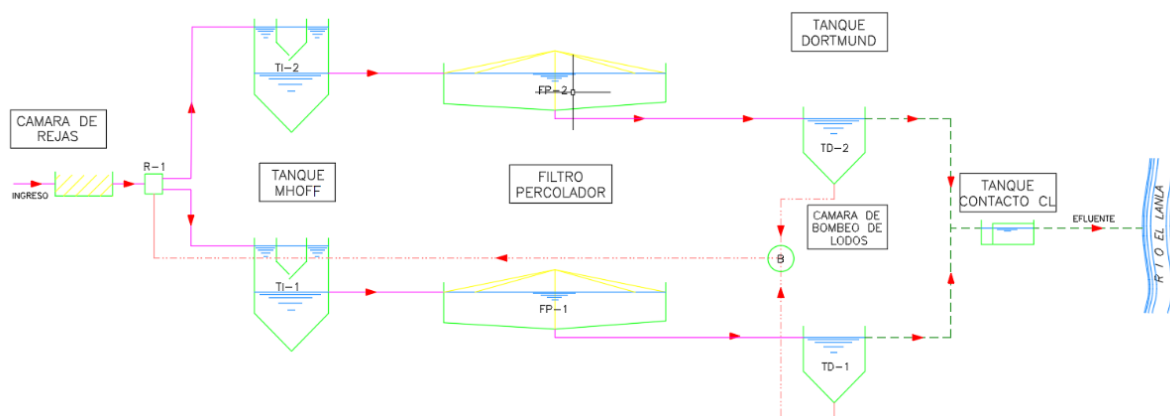 TANQUE
DORTMUND
TI-2
FP-2
CAMARA DE
REJAS
TD-2
R-1
TANQUE
MHOFF
FILTRO
PERCOLADOR
TANQUE
CONTACTO CL
INGRESO
CAMARA DE
BOMBEO DE
LODOS
EFLUENTE
RIO EL LANLA
B
TI-1
FP-1
TD-1